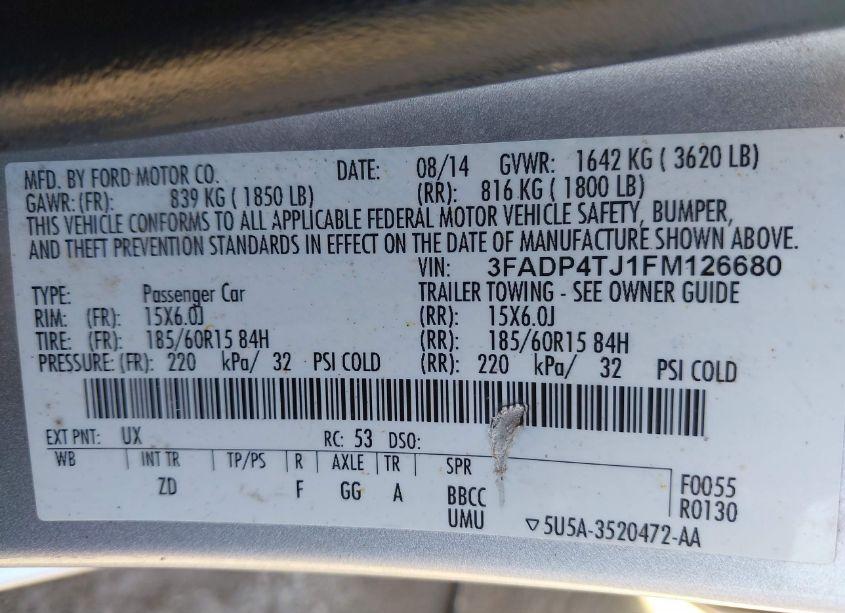 MFD. BY FORD MOTOR CO. DATE: 08/14 GVWR: 1642 KG ( 3620 LB)
GAWR: (FR): 839 KG ( 1850 LB) (RR): 816 KG ( 1800 LB)
THIS VEHICLE CONFORMS TO ALL APPLICABLE FEDERAL MOTOR VEHICLE SAFETY, BUMPER,
AND THEFT PREVENTION STANDARDS IN EFFECT ON THE DATE OF MANUFACTURE SHOWN ABOVE.
VIN: 3FADP4TJ1FM126680
TYPE: Passenger Car TRAILER TOWING - SEE OWNER GUIDE
RIM: (FR): 15X6.0J (RR): 15X6.0J
TIRE: (FR): 185/60R15 84H (RR): 185/60R15 84H
PRESSURE: (FR): 220 kPa/ 32 PSI COLD (RR): 220 kPa/ 32 PSI COLD
EXT PNT: UX RC: 53 DSO:
WB INT TR TP/PS R AXLE TR SPR
ZD F GG A BBCC F0055
UMU R0130
▽5U5A-3520472-AA